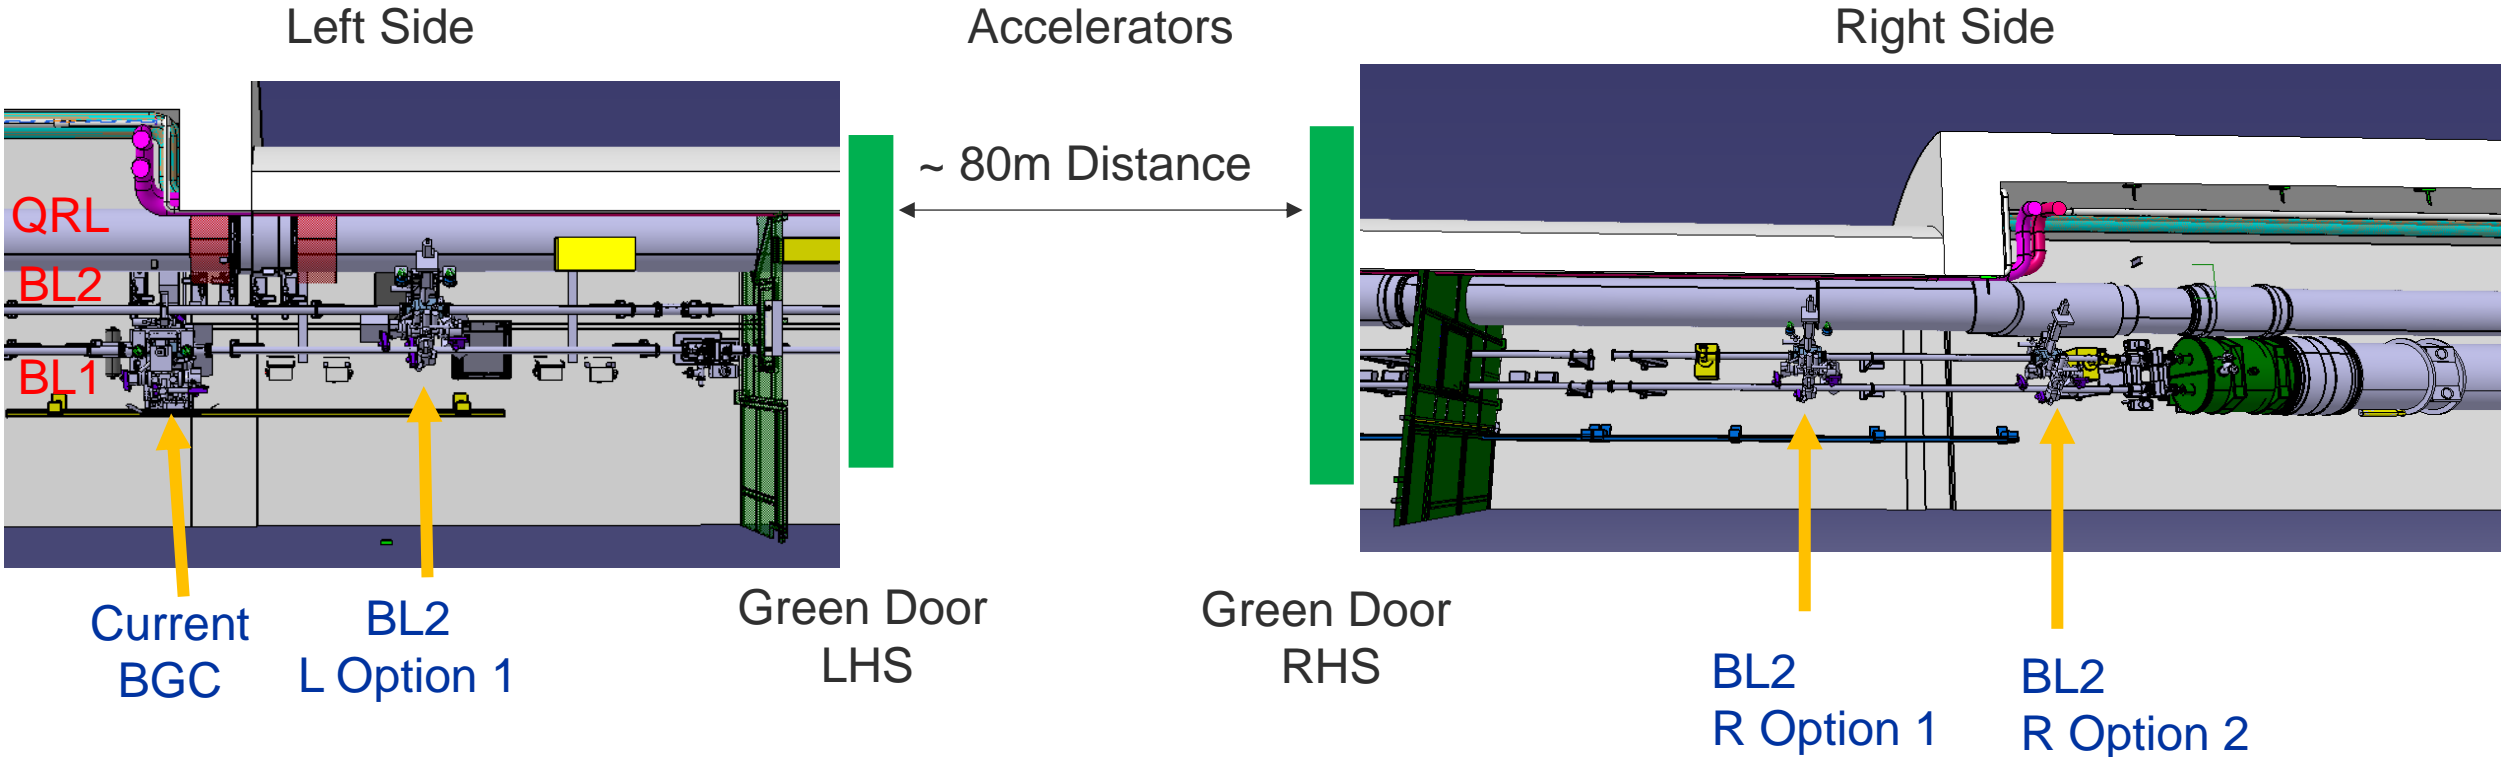 Left Side
Accelerators
Right Side
~ 80m Distance
QRL
BL2
BL1
Current
BGC
BL2
L Option 1
Green Door
LHS
Green Door
RHS
BL2
R Option 1
BL2
R Option 2